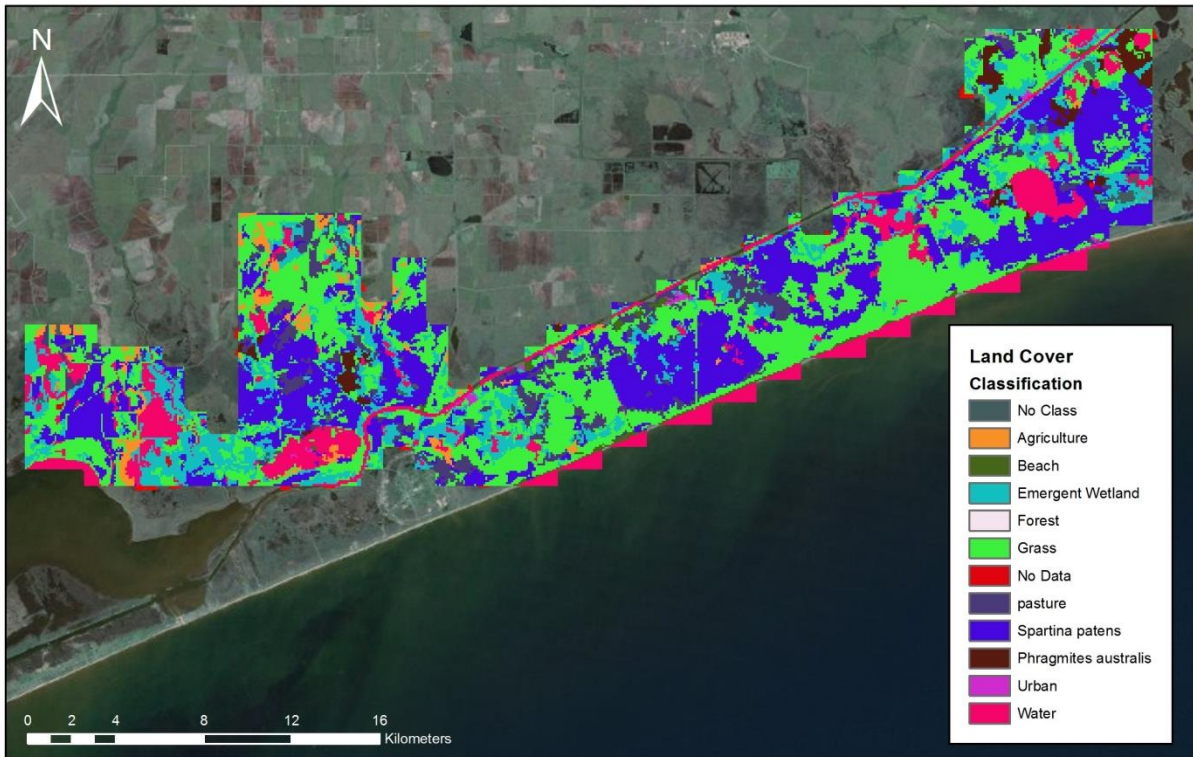 N
Land Cover
Classification
No Class
Agriculture
Beach
Emergent Wetland
Forest
Grass
No Data
pasture
Spartina patens
Phragmites australis
Urban
Water
0 2 4 8 12 16
Kilometers